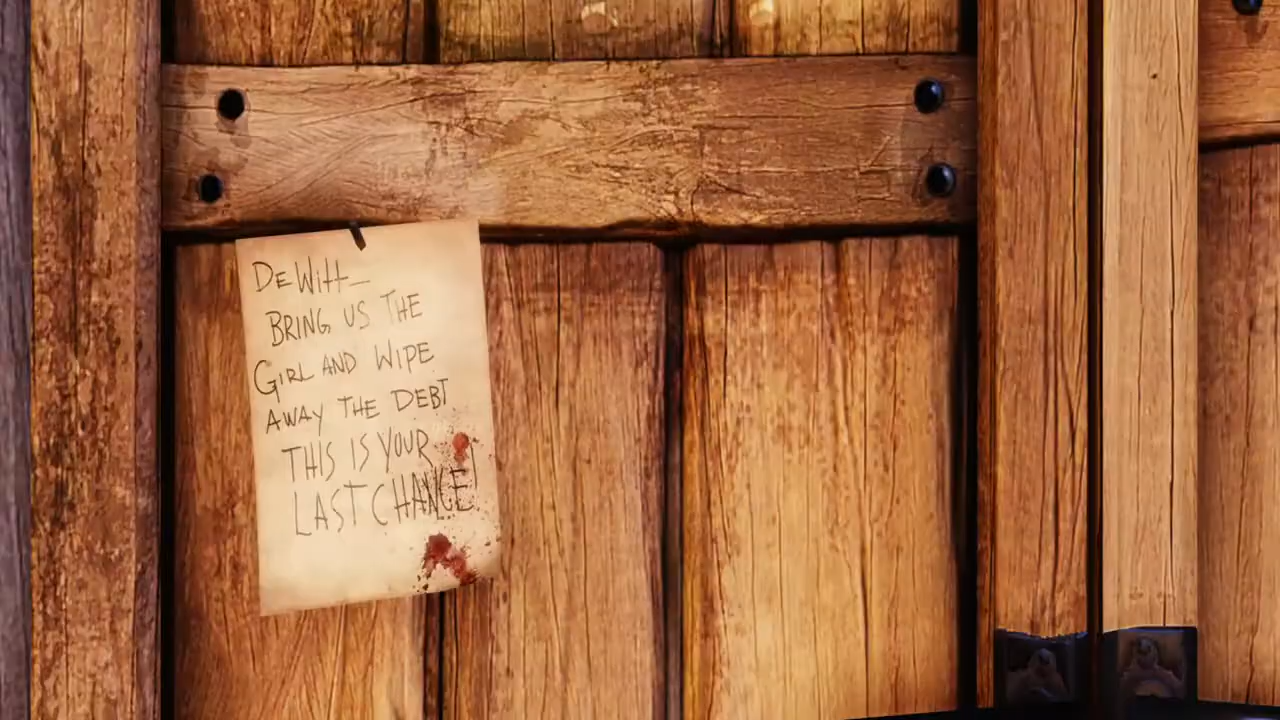 DEWitt—
BRING US THE
GIRL AND WIPE
AWAY THE DEBT
THIS IS YOUR
LAST CHANCE!